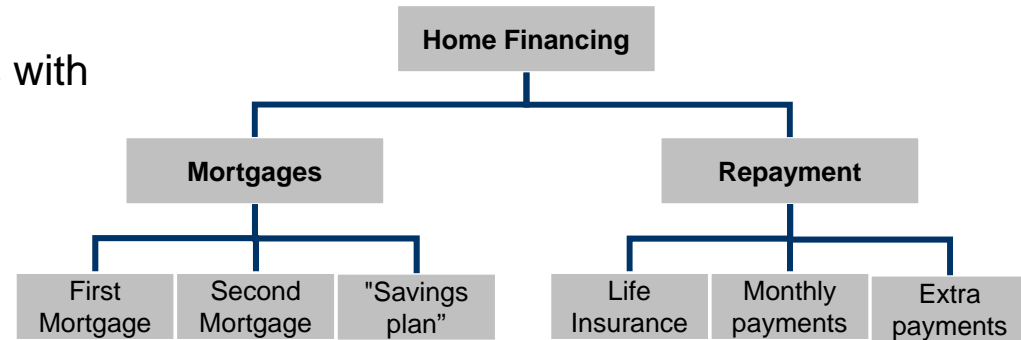 Home Financing
with
Mortgages
Repayment
First
Mortgage
Second
Mortgage
"Savings
plan”
Life
Insurance
Monthly
payments
Extra
payments